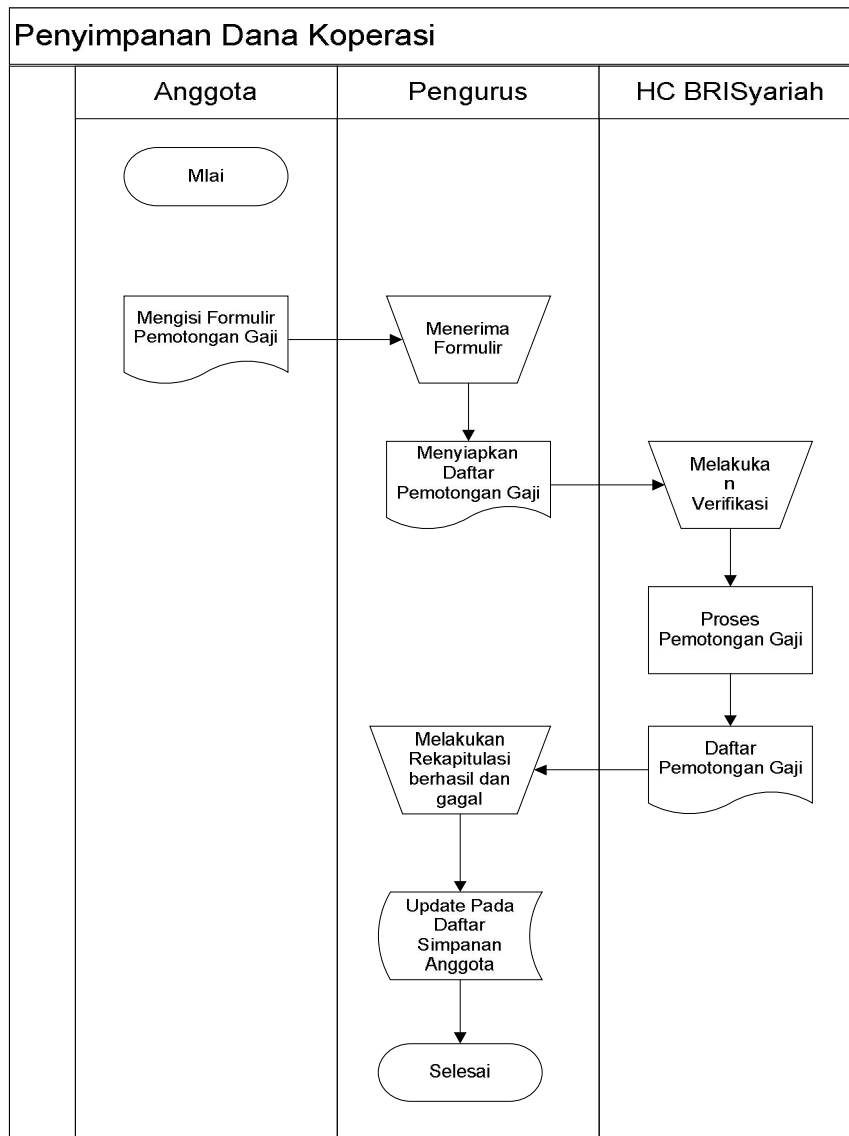 Penyimpanan Dana Koperasi
Anggota
Pengurus
HC BRISyariah
Mlai
Mengisi Formulir
Pemotongan Gaji
Menerima
Formulir
Menyiapkan
Daftar
Pemotongan Gaji
Melakuka
n
Verifikasi
Proses
Pemotongan Gaji
Daftar
Pemotongan Gaji
Melakukan
Rekapitulasi
berhasil dan
gagal
Update Pada
Daftar
Simpanan
Anggota
Selesai